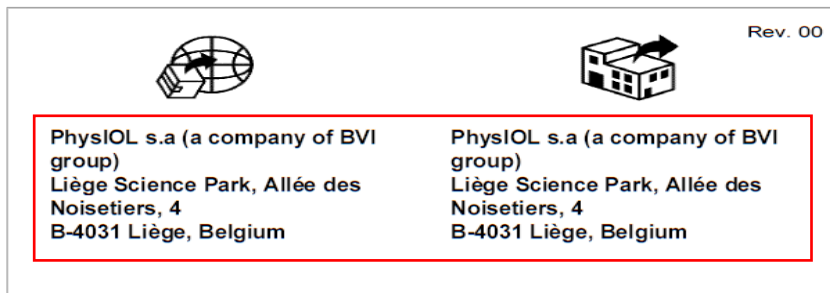 Rev. 00
PhysIOL s.a (a company of BVI
group)
Liège Science Park, Allée des
Noisetiers, 4
B-4031 Liège, Belgium
PhysIOL s.a (a company of BVI
group)
Liège Science Park, Allée des
Noisetiers, 4
B-4031 Liège, Belgium